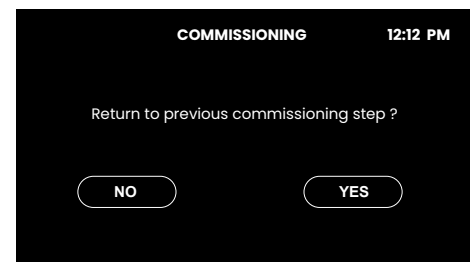 COMMISSIONING 12:12 PM
Return to previous commissioning step ?
NO YES